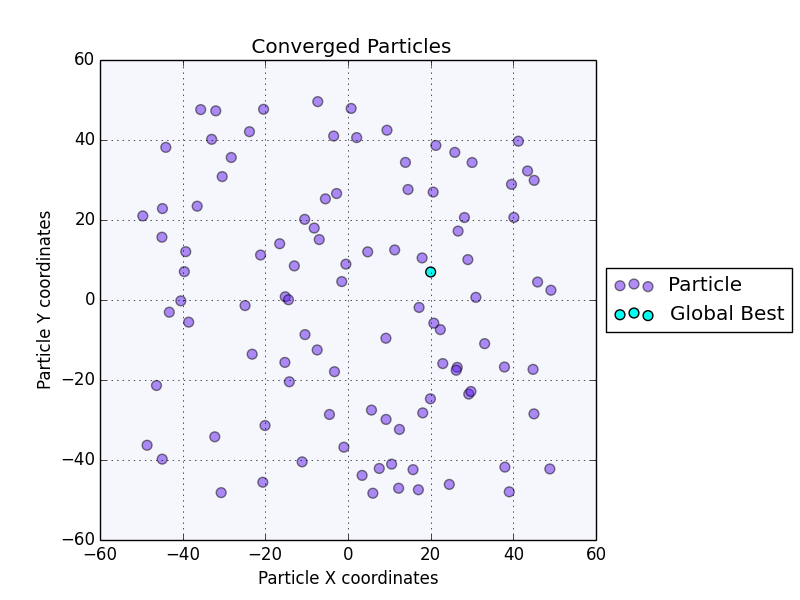 Converged Particles
60
40
20
0
−20
−40
−60
−60 −40 −20 0 20 40 60
Particle Y coordinates
Particle X coordinates
Particle
Global Best